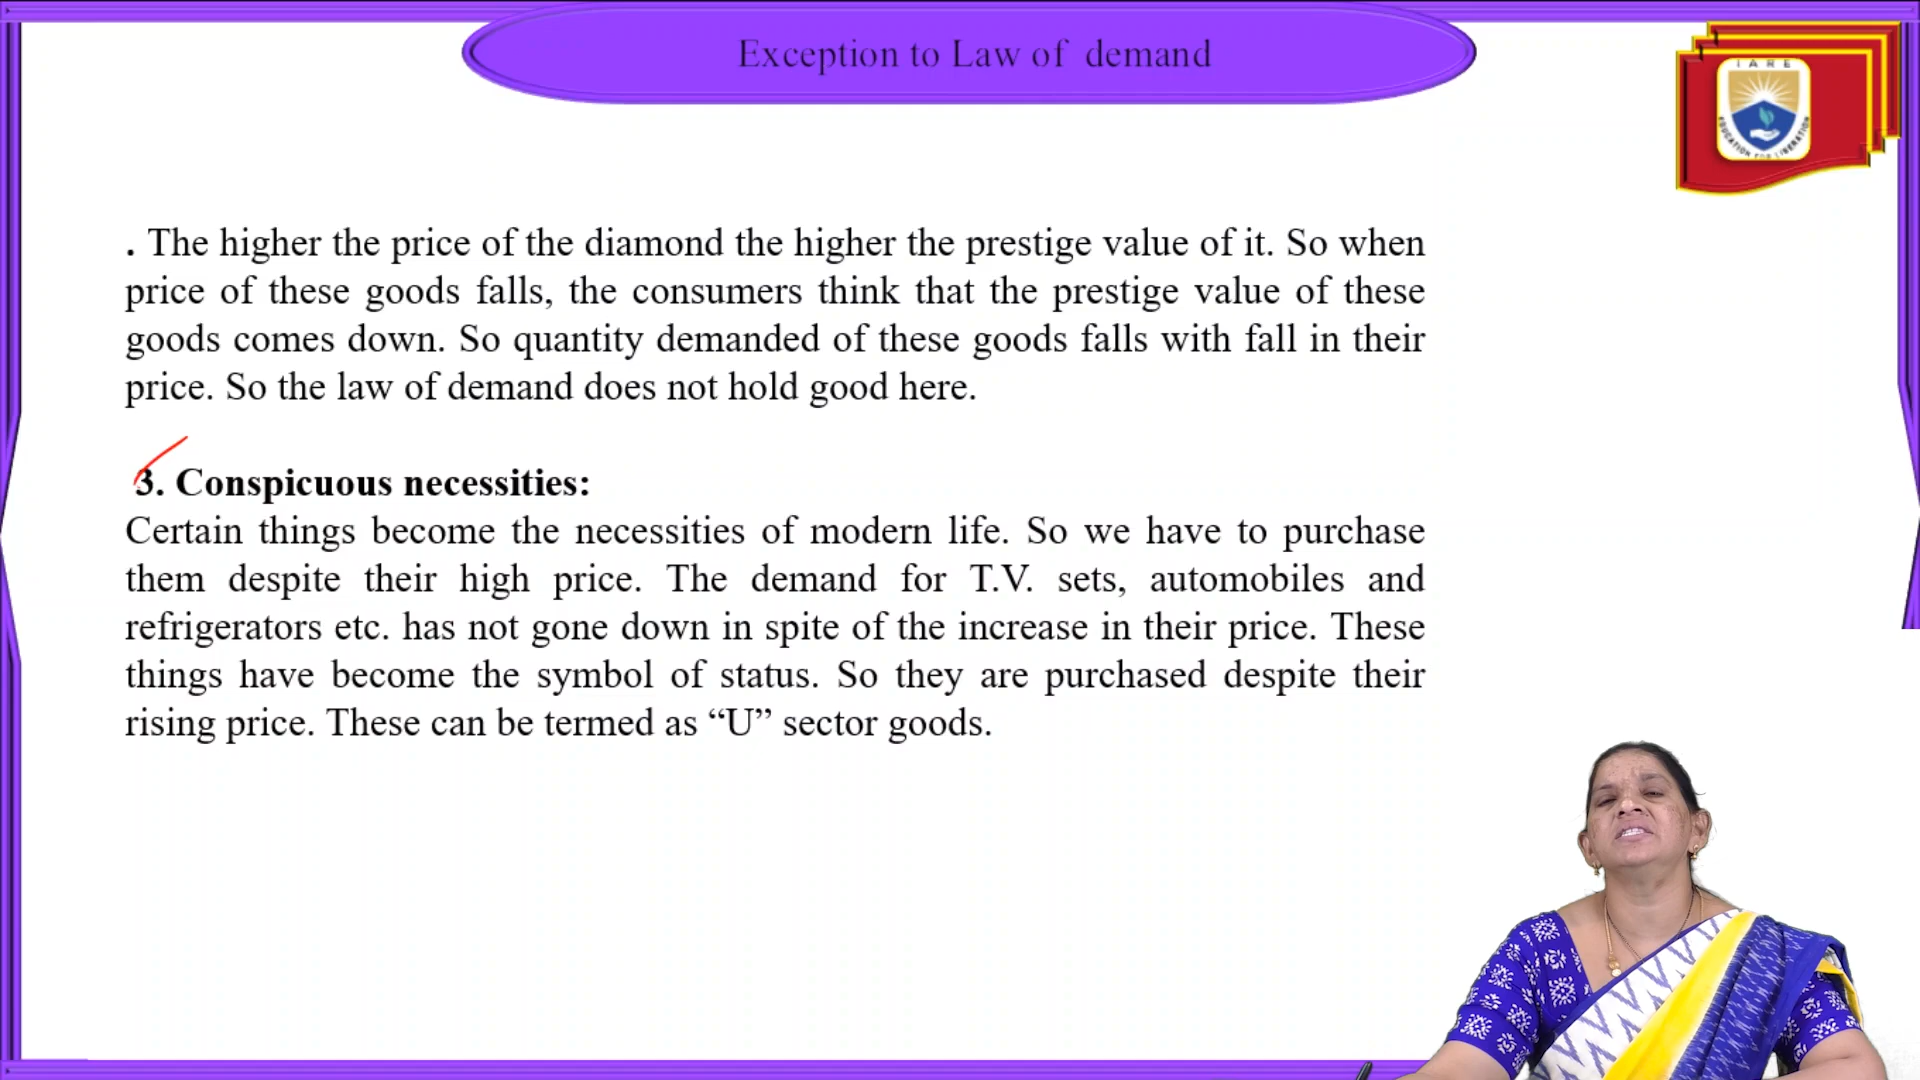 Exception to Law of demand
IARE
EDUCATION FOR LIBERATION
. The higher the price of the diamond the higher the prestige value of it. So when
price of these goods falls, the consumers think that the prestige value of these
goods comes down. So quantity demanded of these goods falls with fall in their
price. So the law of demand does not hold good here.
3. Conspicuous necessities:
Certain things become the necessities of modern life. So we have to purchase
them despite their high price. The demand for T.V. sets, automobiles and
refrigerators etc. has not gone down in spite of the increase in their price. These
things have become the symbol of status. So they are purchased despite their
rising price. These can be termed as “U” sector goods.